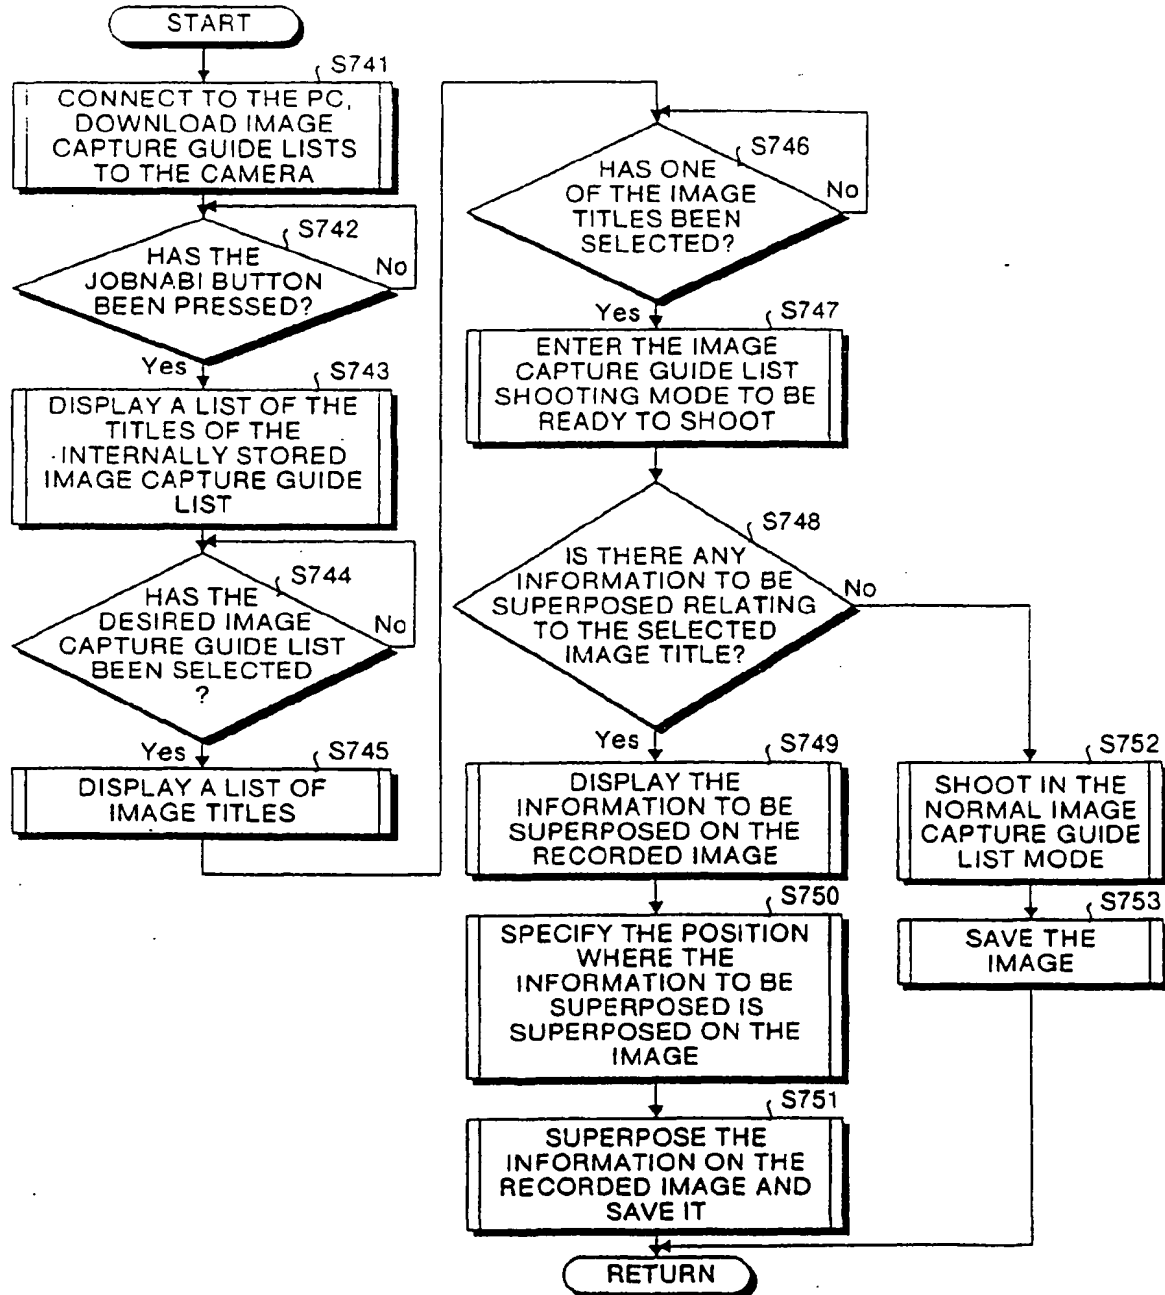 START
S741
CONNECT TO THE PC,
DOWNLOAD IMAGE
CAPTURE GUIDE LISTS
TO THE CAMERA
S742
HAS THE
JOBNABI BUTTON
BEEN PRESSED?
No
Yes
S743
DISPLAY A LIST OF THE
TITLES OF THE
INTERNALLY STORED
IMAGE CAPTURE GUIDE
LIST
S744
HAS THE
DESIRED IMAGE
CAPTURE GUIDE LIST
BEEN SELECTED
?
No
Yes
S745
DISPLAY A LIST OF
IMAGE TITLES
S746
HAS ONE
OF THE IMAGE
TITLES BEEN
SELECTED?
No
Yes
S747
ENTER THE IMAGE
CAPTURE GUIDE LIST
SHOOTING MODE TO BE
READY TO SHOOT
S748
IS THERE ANY
INFORMATION TO BE
SUPERPOSED RELATING
TO THE SELECTED
IMAGE TITLE?
No
Yes
S749
DISPLAY THE
INFORMATION TO BE
SUPERPOSED ON THE
RECORDED IMAGE
S750
SPECIFY THE POSITION
WHERE THE
INFORMATION TO BE
SUPERPOSED IS
SUPERPOSED ON THE
IMAGE
S751
SUPERPOSE THE
INFORMATION ON THE
RECORDED IMAGE AND
SAVE IT
S752
SHOOT IN THE
NORMAL IMAGE
CAPTURE GUIDE
LIST MODE
S753
SAVE THE
IMAGE
RETURN